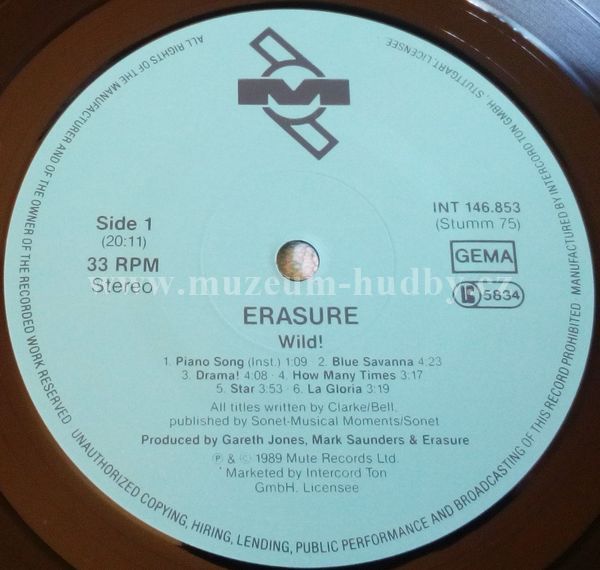 ALL RIGHTS OF THE MANUFACTURER AND OF THE OWNER OF THE RECORDED WORK RESERVED
UNAUTHORIZED COPYING, HIRING, LENDING, PUBLIC PERFORMANCE AND BROADCASTING OF THIS RECORD PROHIBITED
MANUFACTURED BY INTERCORD TON GMBH, STUTTGART, LICENSEE
M
Side 1
(20:11)
33 RPM
stereo
INT 146.853
(Stumm 75)
GEMA
LC 5834
www.muzeum-hudby.cz
ERASURE
Wild!
1. Piano Song (Inst.) 1:09 · 2. Blue Savanna 4:23
3. Drama! 4:08 · 4. How Many Times 3:17
5. Star 3:53 · 6. La Gloria 3:19
All titles written by Clarke/Bell,
published by Sonet-Musical Moments/Sonet
Produced by Gareth Jones, Mark Saunders & Erasure
Ⓟ & © 1989 Mute Records Ltd.
Marketed by Intercord Ton
GmbH. Licensee